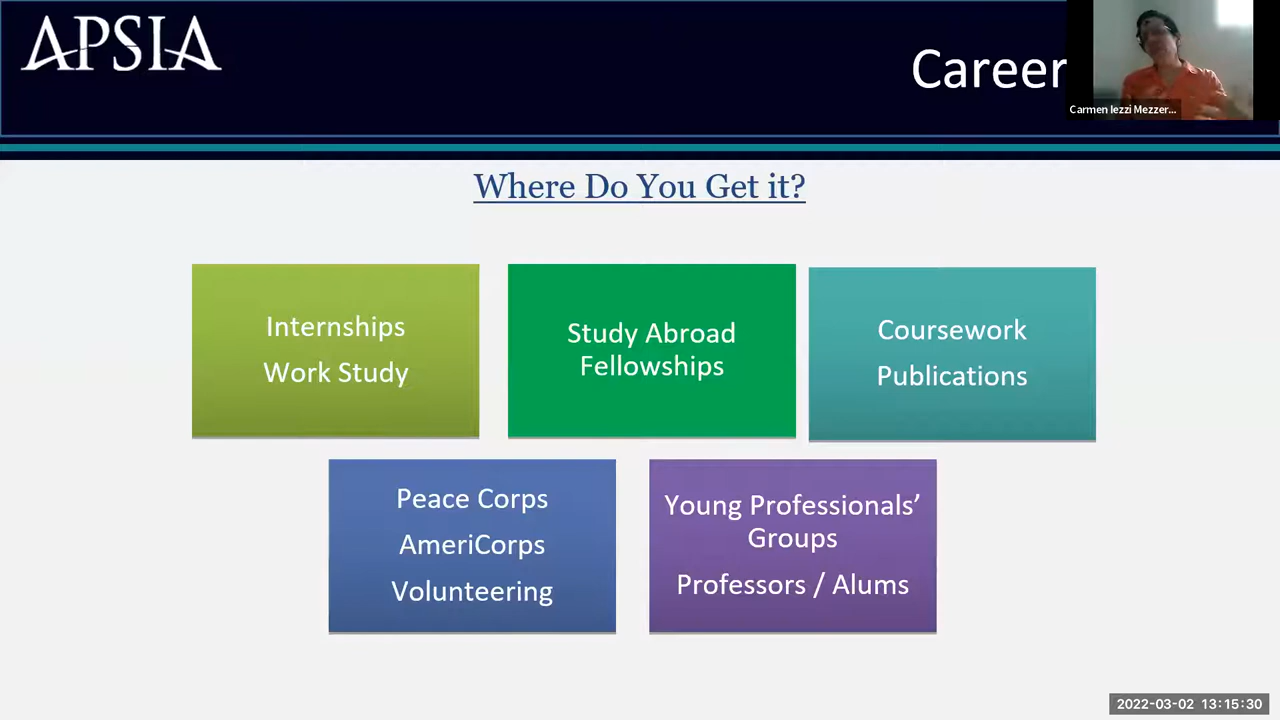 APSIA
Career
Carmen Iezzi Mezzer...
Where Do You Get it?
Internships
Work Study
Study Abroad
Fellowships
Coursework
Publications
Peace Corps
AmeriCorps
Volunteering
Young Professionals’
Groups
Professors / Alums
2022-03-02 13:15:30